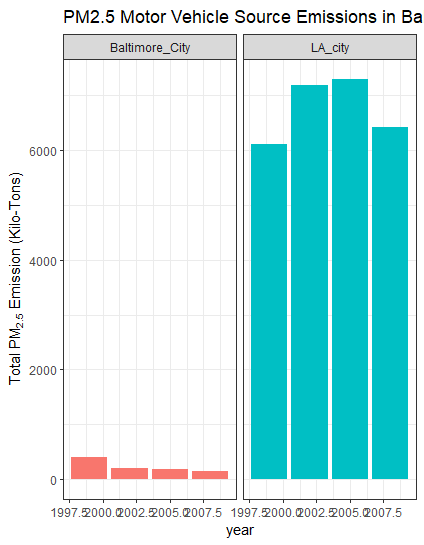 PM2.5 Motor Vehicle Source Emissions in Ba
Baltimore_City
LA_city
Total PM2.5 Emission (Kilo-Tons)
6000
4000
2000
0
1997.5 2000.0 2002.5 2005.0 2007.5
1997.5 2000.0 2002.5 2005.0 2007.5
year